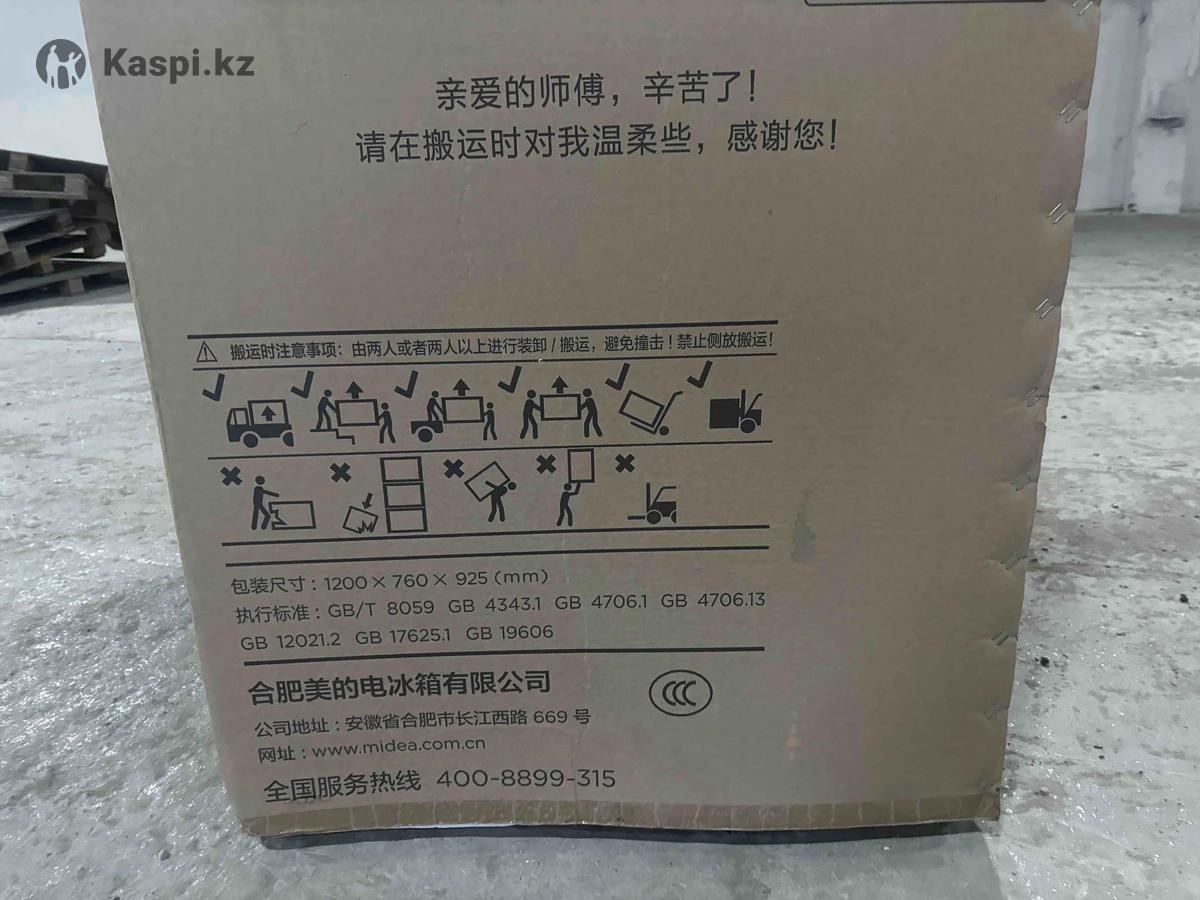 Kaspi.kz
亲爱的师傅，辛苦了！
请在搬运时对我温柔些，感谢您！
搬运时注意事项：由两人或者两人以上进行装卸 / 搬运，避免撞击！禁止侧放搬运！
包装尺寸：1200 × 760 × 925（mm）
执行标准：GB/T 8059 GB 4343.1 GB 4706.1 GB 4706.13
GB 12021.2 GB 17625.1 GB 19606
合肥美的电冰箱有限公司
CCC
公司地址：安徽省合肥市长江西路 669 号
网址：www.midea.com.cn
全国服务热线 400-8899-315